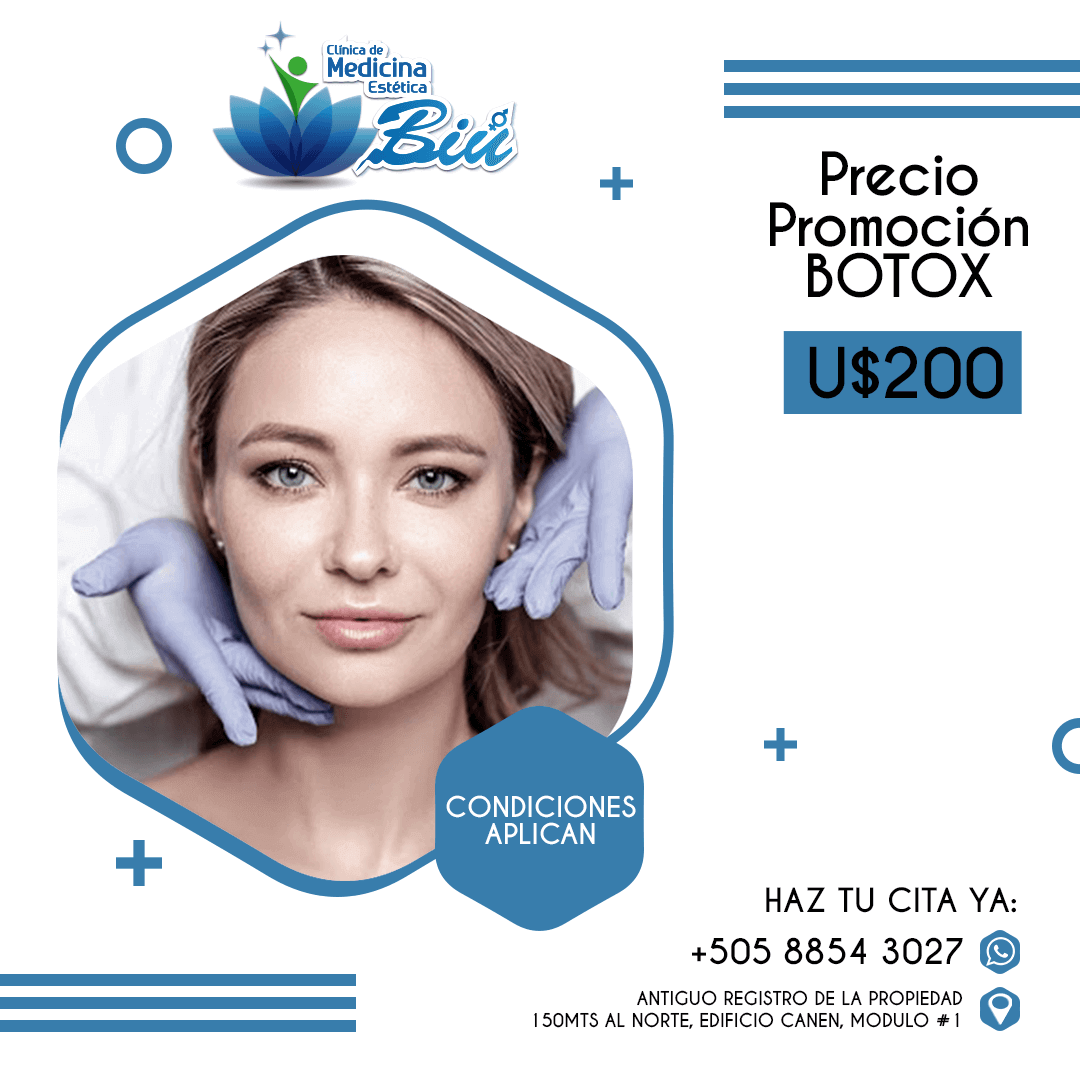 Clínica de
Medicina
Estética
Biú
Precio
Promoción
BOTOX
U$200
CONDICIONES
APLICAN
HAZ TU CITA YA:
+505 8854 3027
ANTIGUO REGISTRO DE LA PROPIEDAD
150MTS AL NORTE, EDIFICIO CANEN, MODULO #1